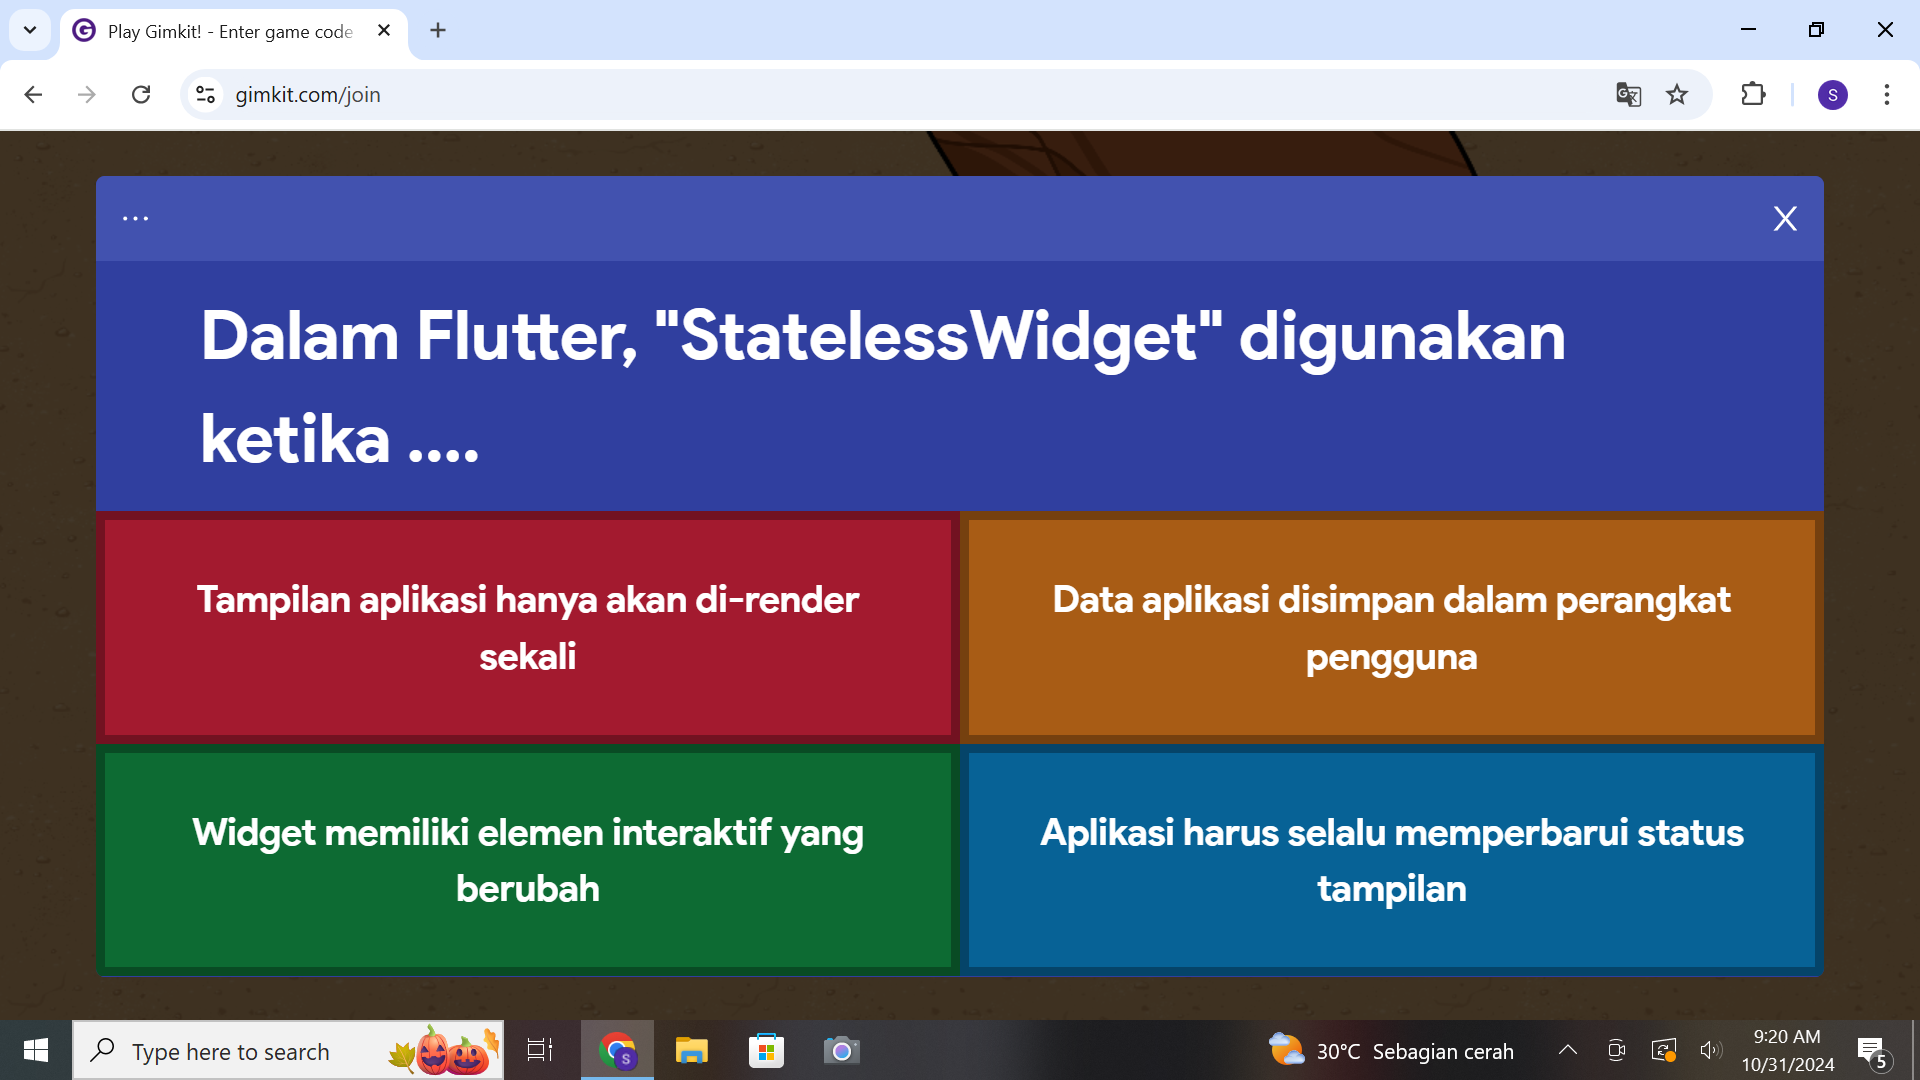 Play Gimkit! - Enter game code
gimkit.com/join
S
...
X
Dalam Flutter, "StatelessWidget" digunakan
ketika ....
Tampilan aplikasi hanya akan di-render
sekali
Data aplikasi disimpan dalam perangkat
pengguna
Widget memiliki elemen interaktif yang
berubah
Aplikasi harus selalu memperbarui status
tampilan
Type here to search
S
30°C Sebagian cerah
9:20 AM
10/31/2024
5